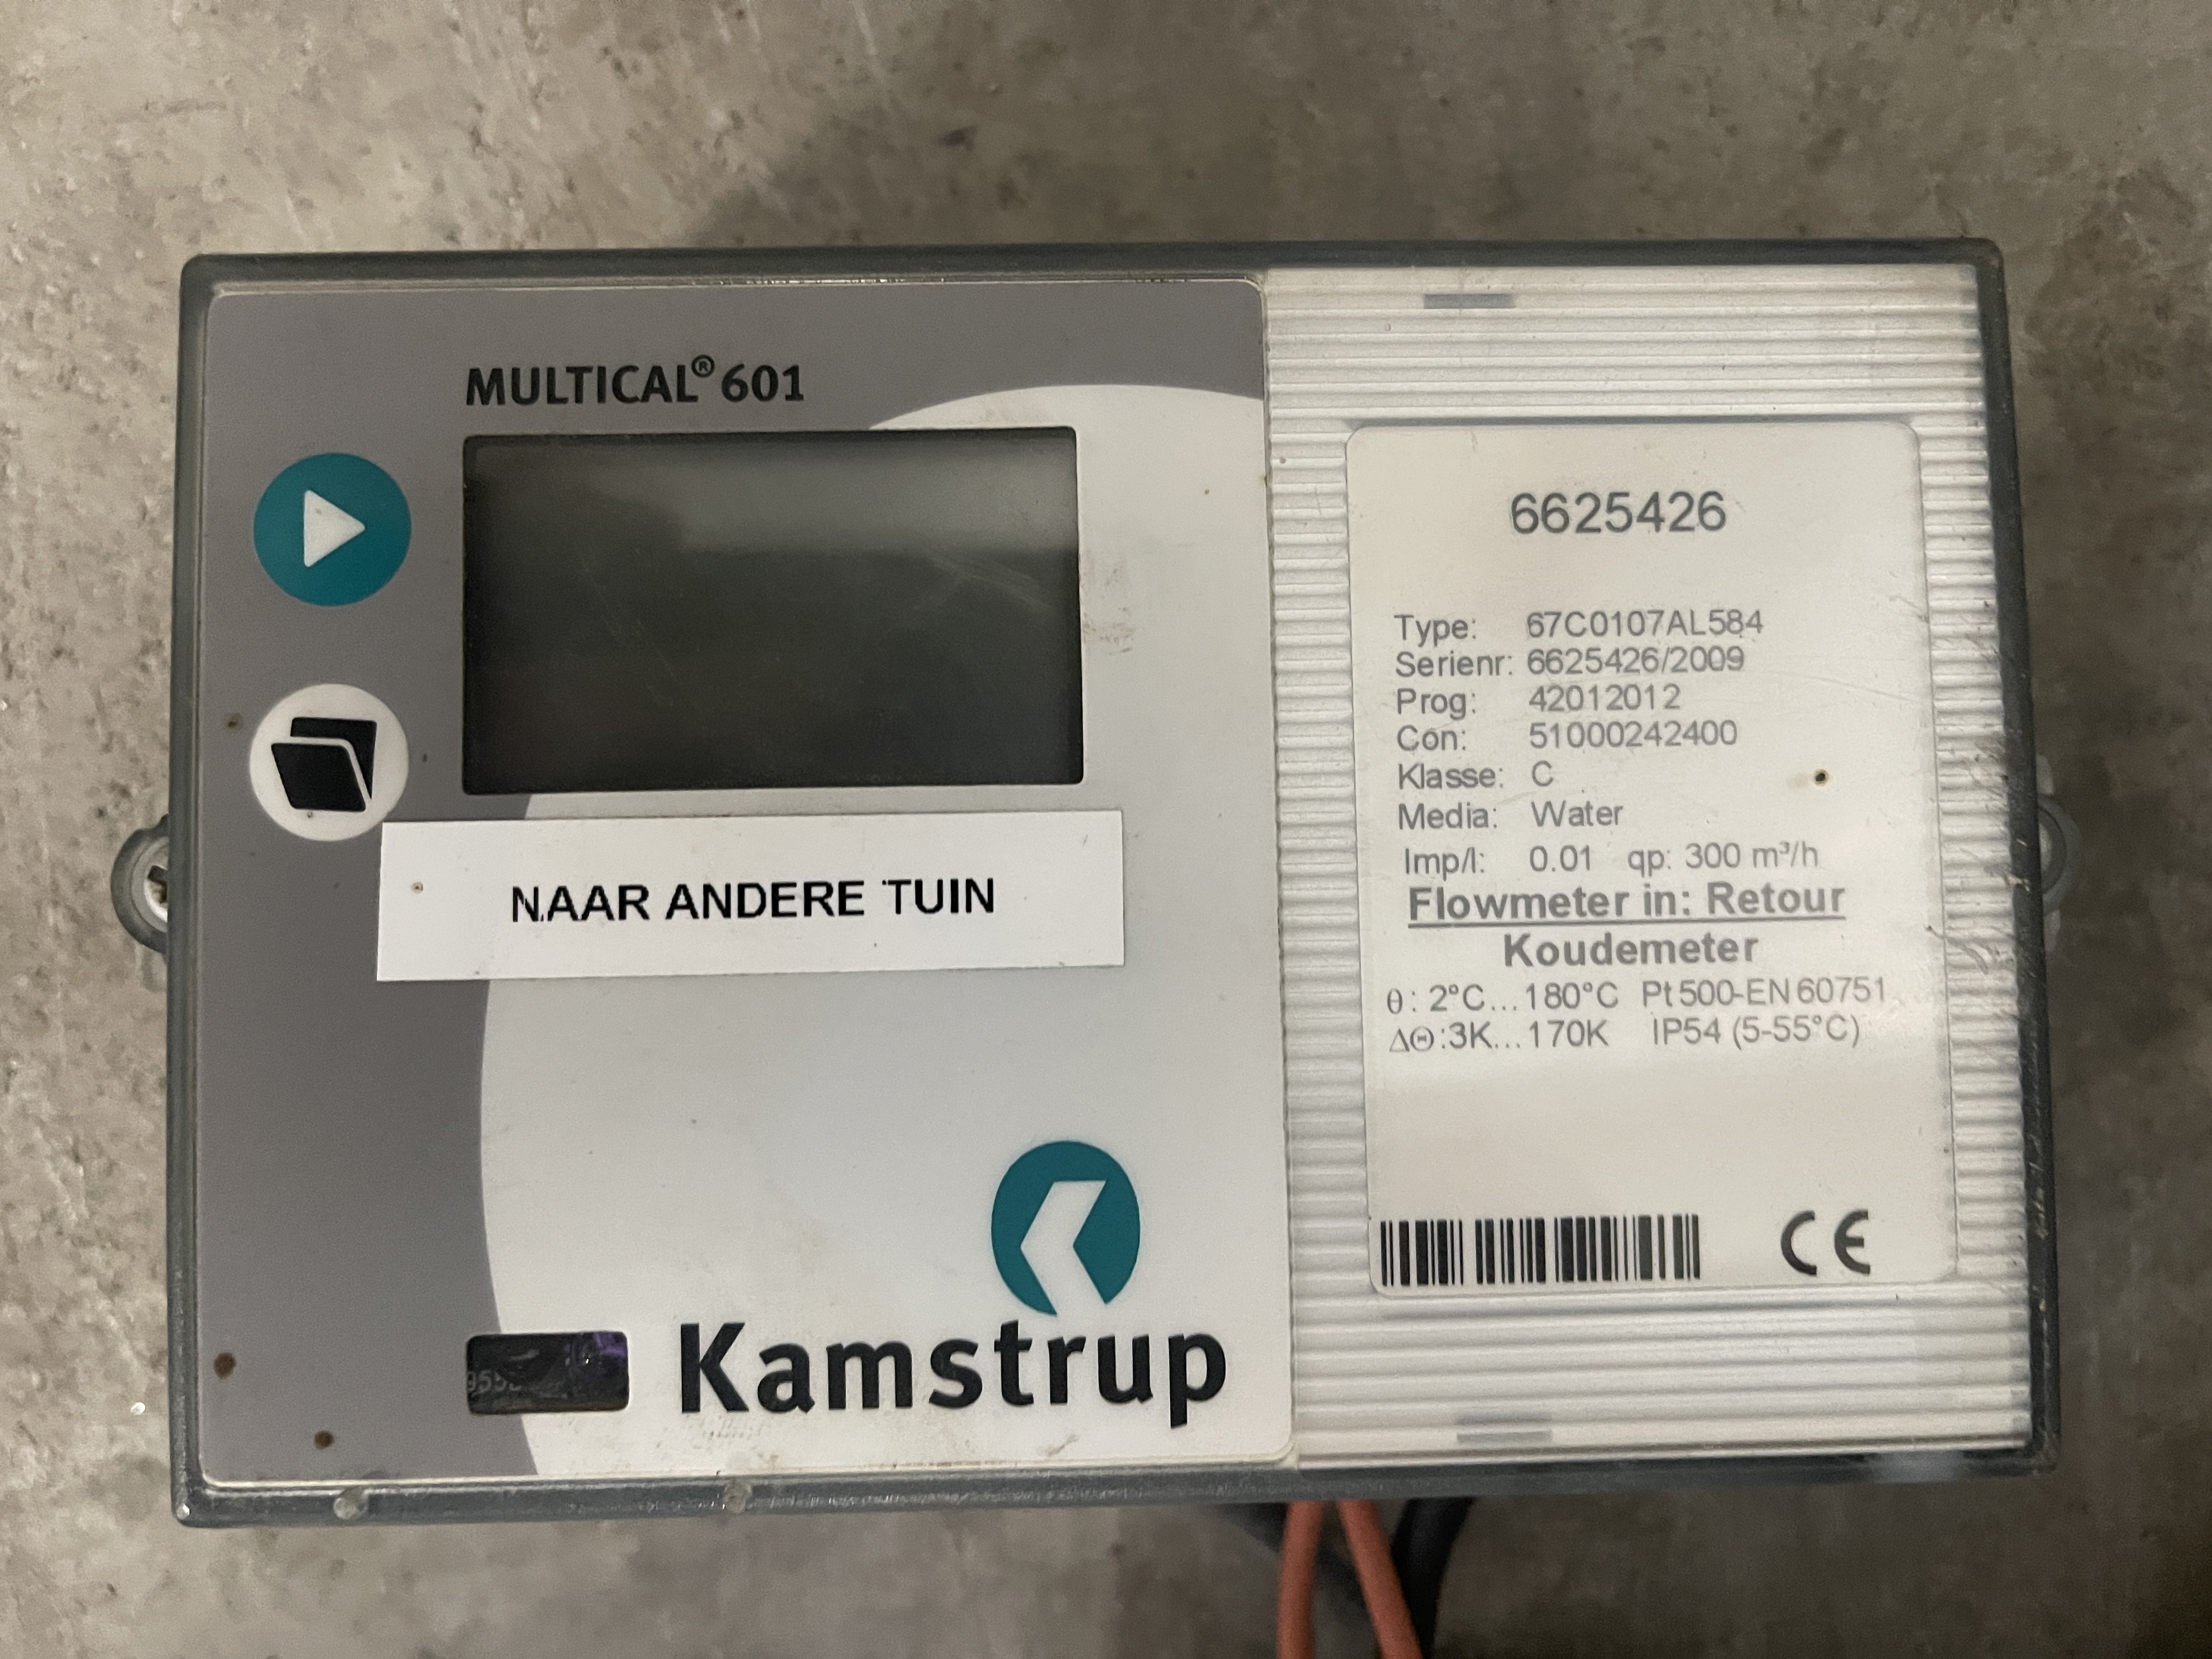 MULTICAL® 601
NAAR ANDERE TUIN
Kamstrup
6625426
Type: 67C0107AL584
Serienr: 6625426/2009
Prog: 42012012
Con: 51000242400
Klasse: C
Media: Water
Imp/l: 0.01 qp: 300 m³/h
Flowmeter in: Retour
Koudemeter
θ: 2°C...180°C Pt500-EN60751
ΔΘ:3K...170K IP54 (5-55°C)
CE